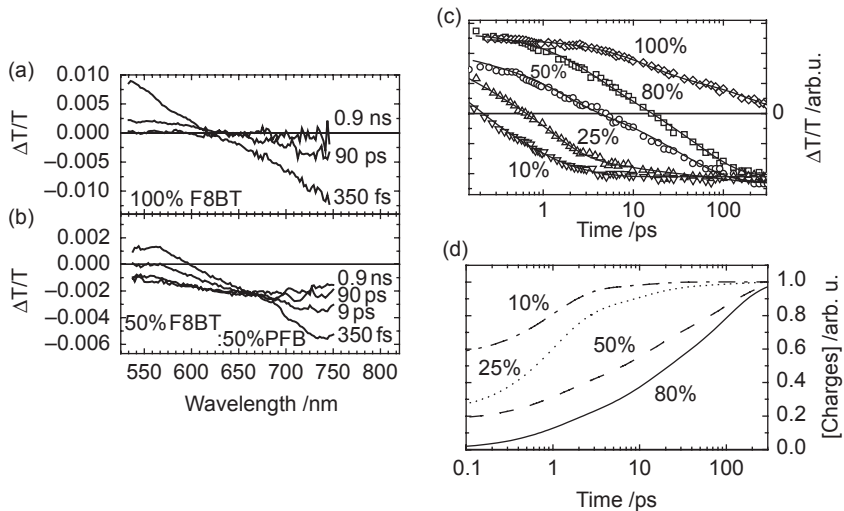 (a)
0.010
0.005
0.000
−0.005
−0.010
ΔT/T
0.9 ns
90 ps
350 fs
100% F8BT
(b)
0.002
0.000
−0.002
−0.004
−0.006
ΔT/T
0.9 ns
90 ps
9 ps
350 fs
50% F8BT
:50%PFB
550 600 650 700 750 800
Wavelength /nm
(c)
100%
50%
80%
25%
10%
0
ΔT/T /arb.u.
1 10 100
Time /ps
(d)
10%
25%
50%
80%
1.0
0.8
0.6
0.4
0.2
0.0
[Charges] /arb. u.
0.1 1 10 100
Time /ps